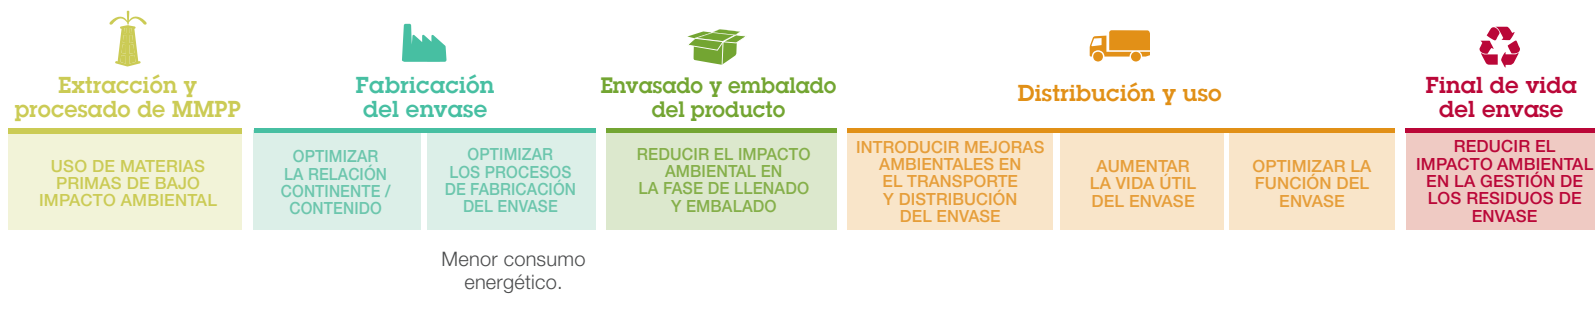 Extracción y
procesado de MMPP
Fabricación
del envase
Envasado y embalado
del producto
Distribución y uso
Final de vida
del envase
USO DE MATERIAS
PRIMAS DE BAJO
IMPACTO AMBIENTAL
OPTIMIZAR
LA RELACIÓN
CONTINENTE /
CONTENIDO
OPTIMIZAR
LOS PROCESOS
DE FABRICACIÓN
DEL ENVASE
REDUCIR EL IMPACTO
AMBIENTAL EN
LA FASE DE LLENADO
Y EMBALADO
INTRODUCIR MEJORAS
AMBIENTALES EN
EL TRANSPORTE
Y DISTRIBUCIÓN
DEL ENVASE
AUMENTAR
LA VIDA ÚTIL
DEL ENVASE
OPTIMIZAR LA
FUNCIÓN DEL
ENVASE
REDUCIR EL
IMPACTO AMBIENTAL
EN LA GESTIÓN DE
LOS RESIDUOS DE
ENVASE
Menor consumo
energético.